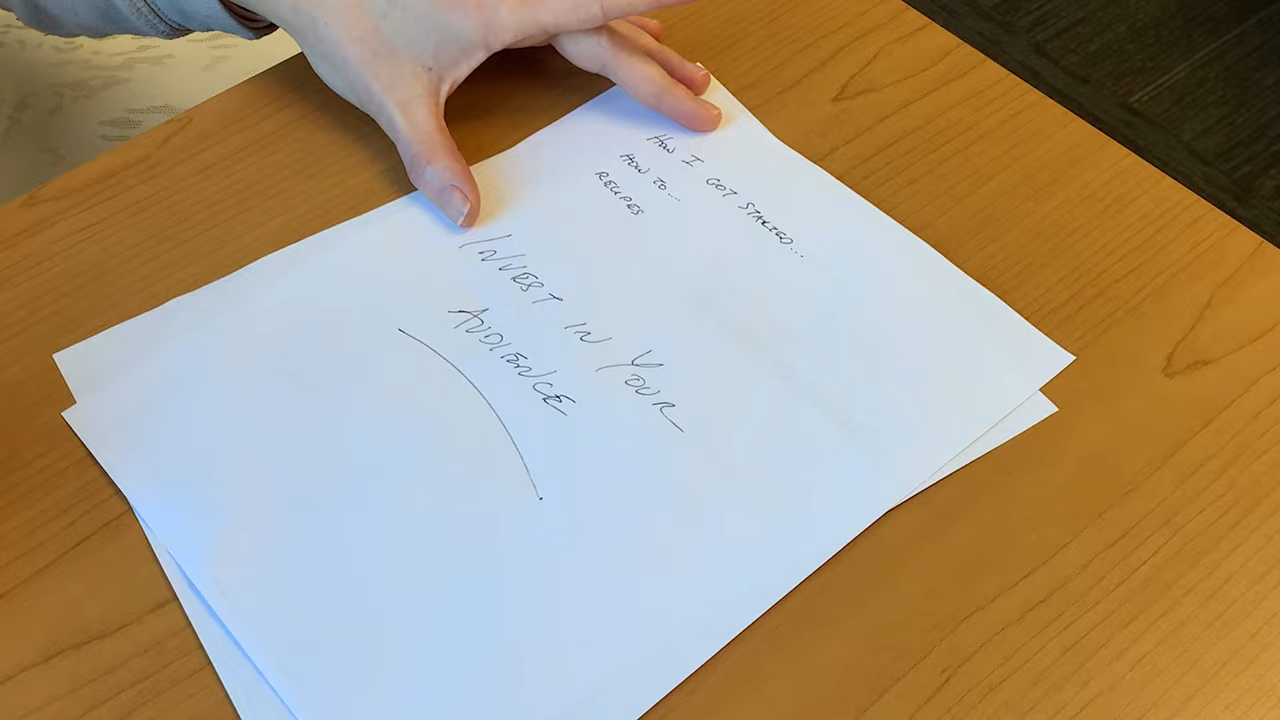 HOW I GOT STARTED...
HOW TO...
RECIPES
INVEST IN YOUR
AUDIENCE